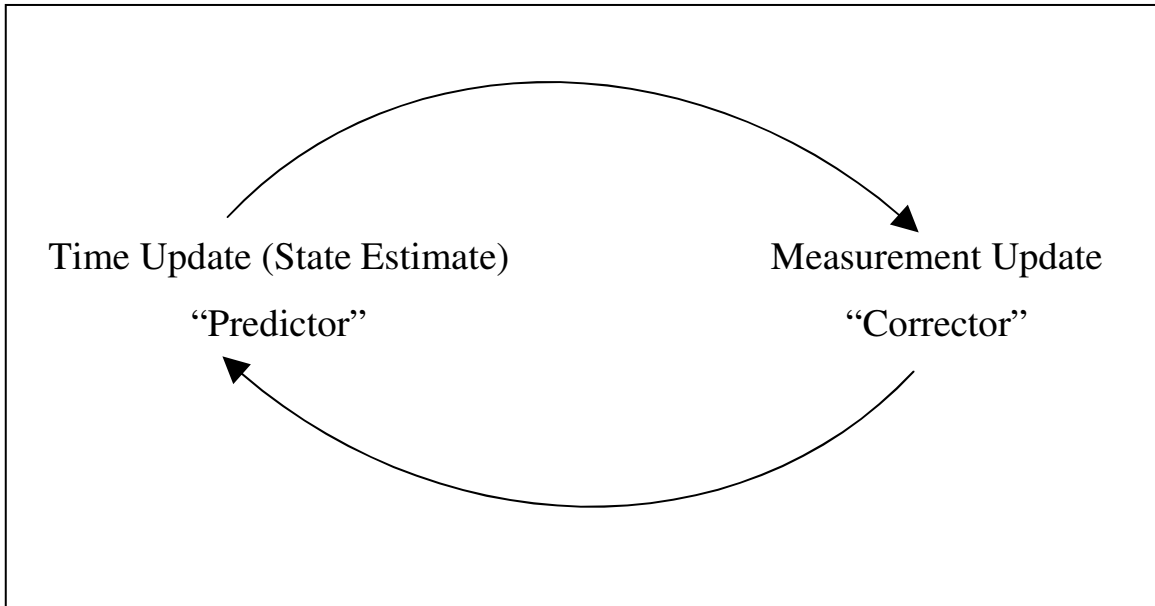 Time Update (State Estimate)
“Predictor”
Measurement Update
“Corrector”